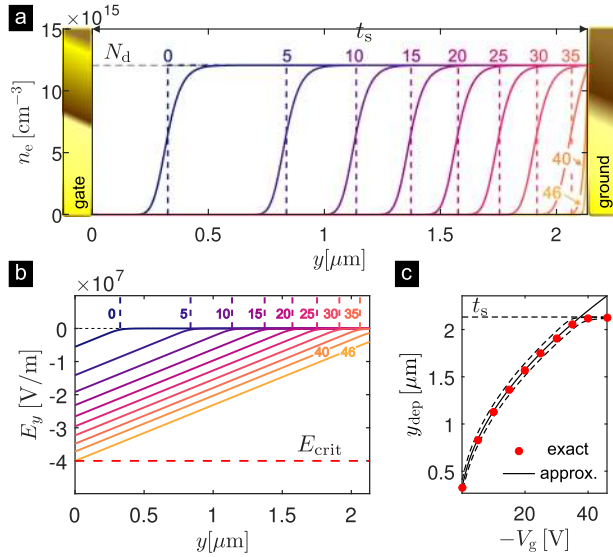 a
×10^15
t_s
15
N_d
0 5 10 15 20 25 30 35
10
n_e [cm^-3]
5
40
46
0
gate
ground
0 0.5 1 1.5 2
y[μm]
b
×10^7
0 5 10 15 20 25 30 35
0
40 46
-1
-2
E_y [V/m]
-3
E_crit
-4
0 0.5 1 1.5 2
y[μm]
c
t_s
2
1.5
y_dep [μm]
1
0.5
exact
approx.
20 40
-V_g [V]